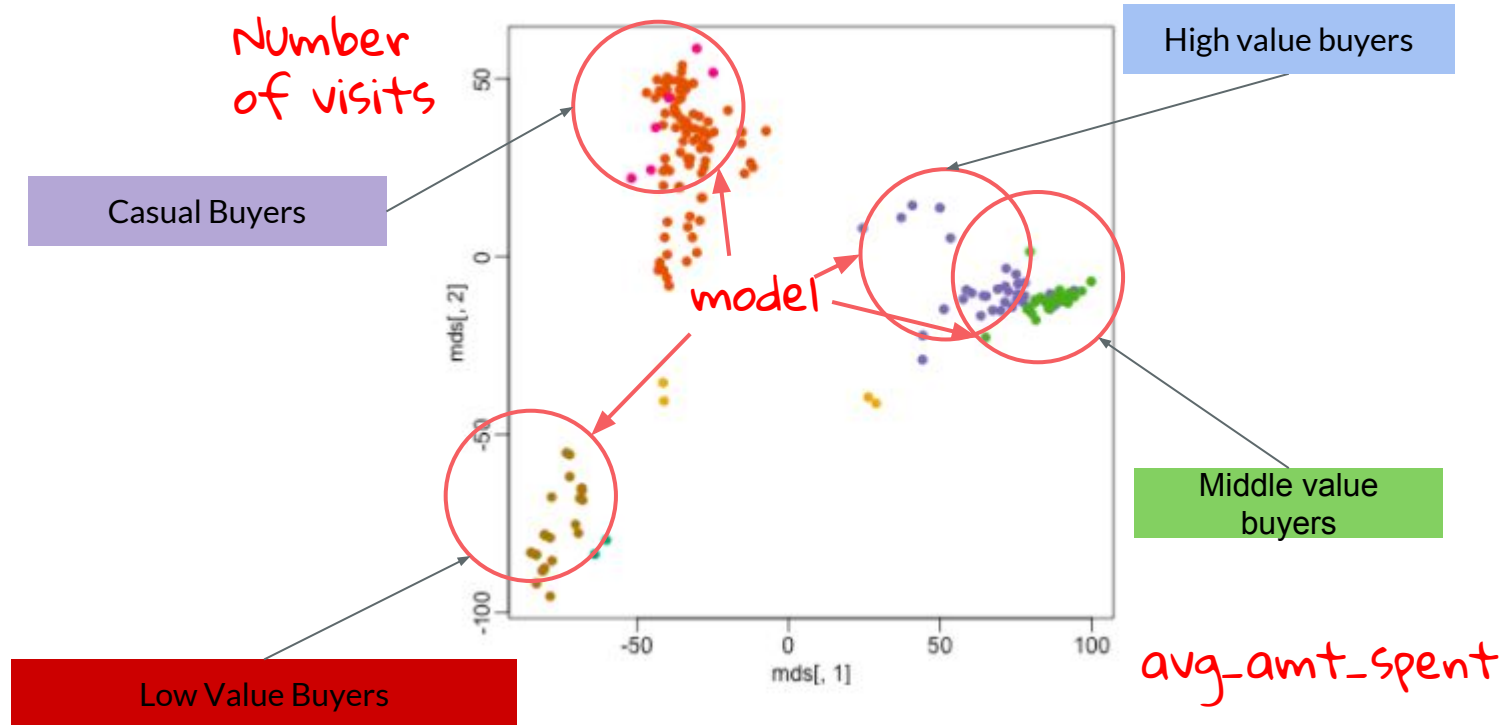 Number
of visits
High value buyers
Casual Buyers
model
Middle value
buyers
Low Value Buyers
avg_amt_spent
50
0
-50
-100
mds[, 2]
-50
0
50
100
mds[, 1]